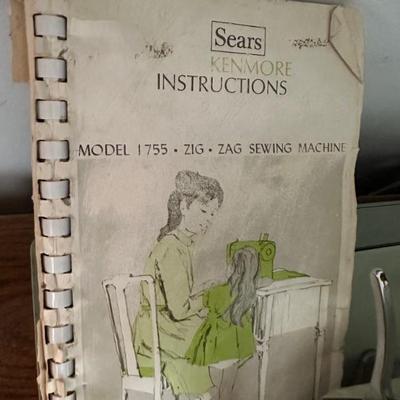 Sears
KENMORE
INSTRUCTIONS
MODEL 1755 • ZIG • ZAG SEWING MACHINE